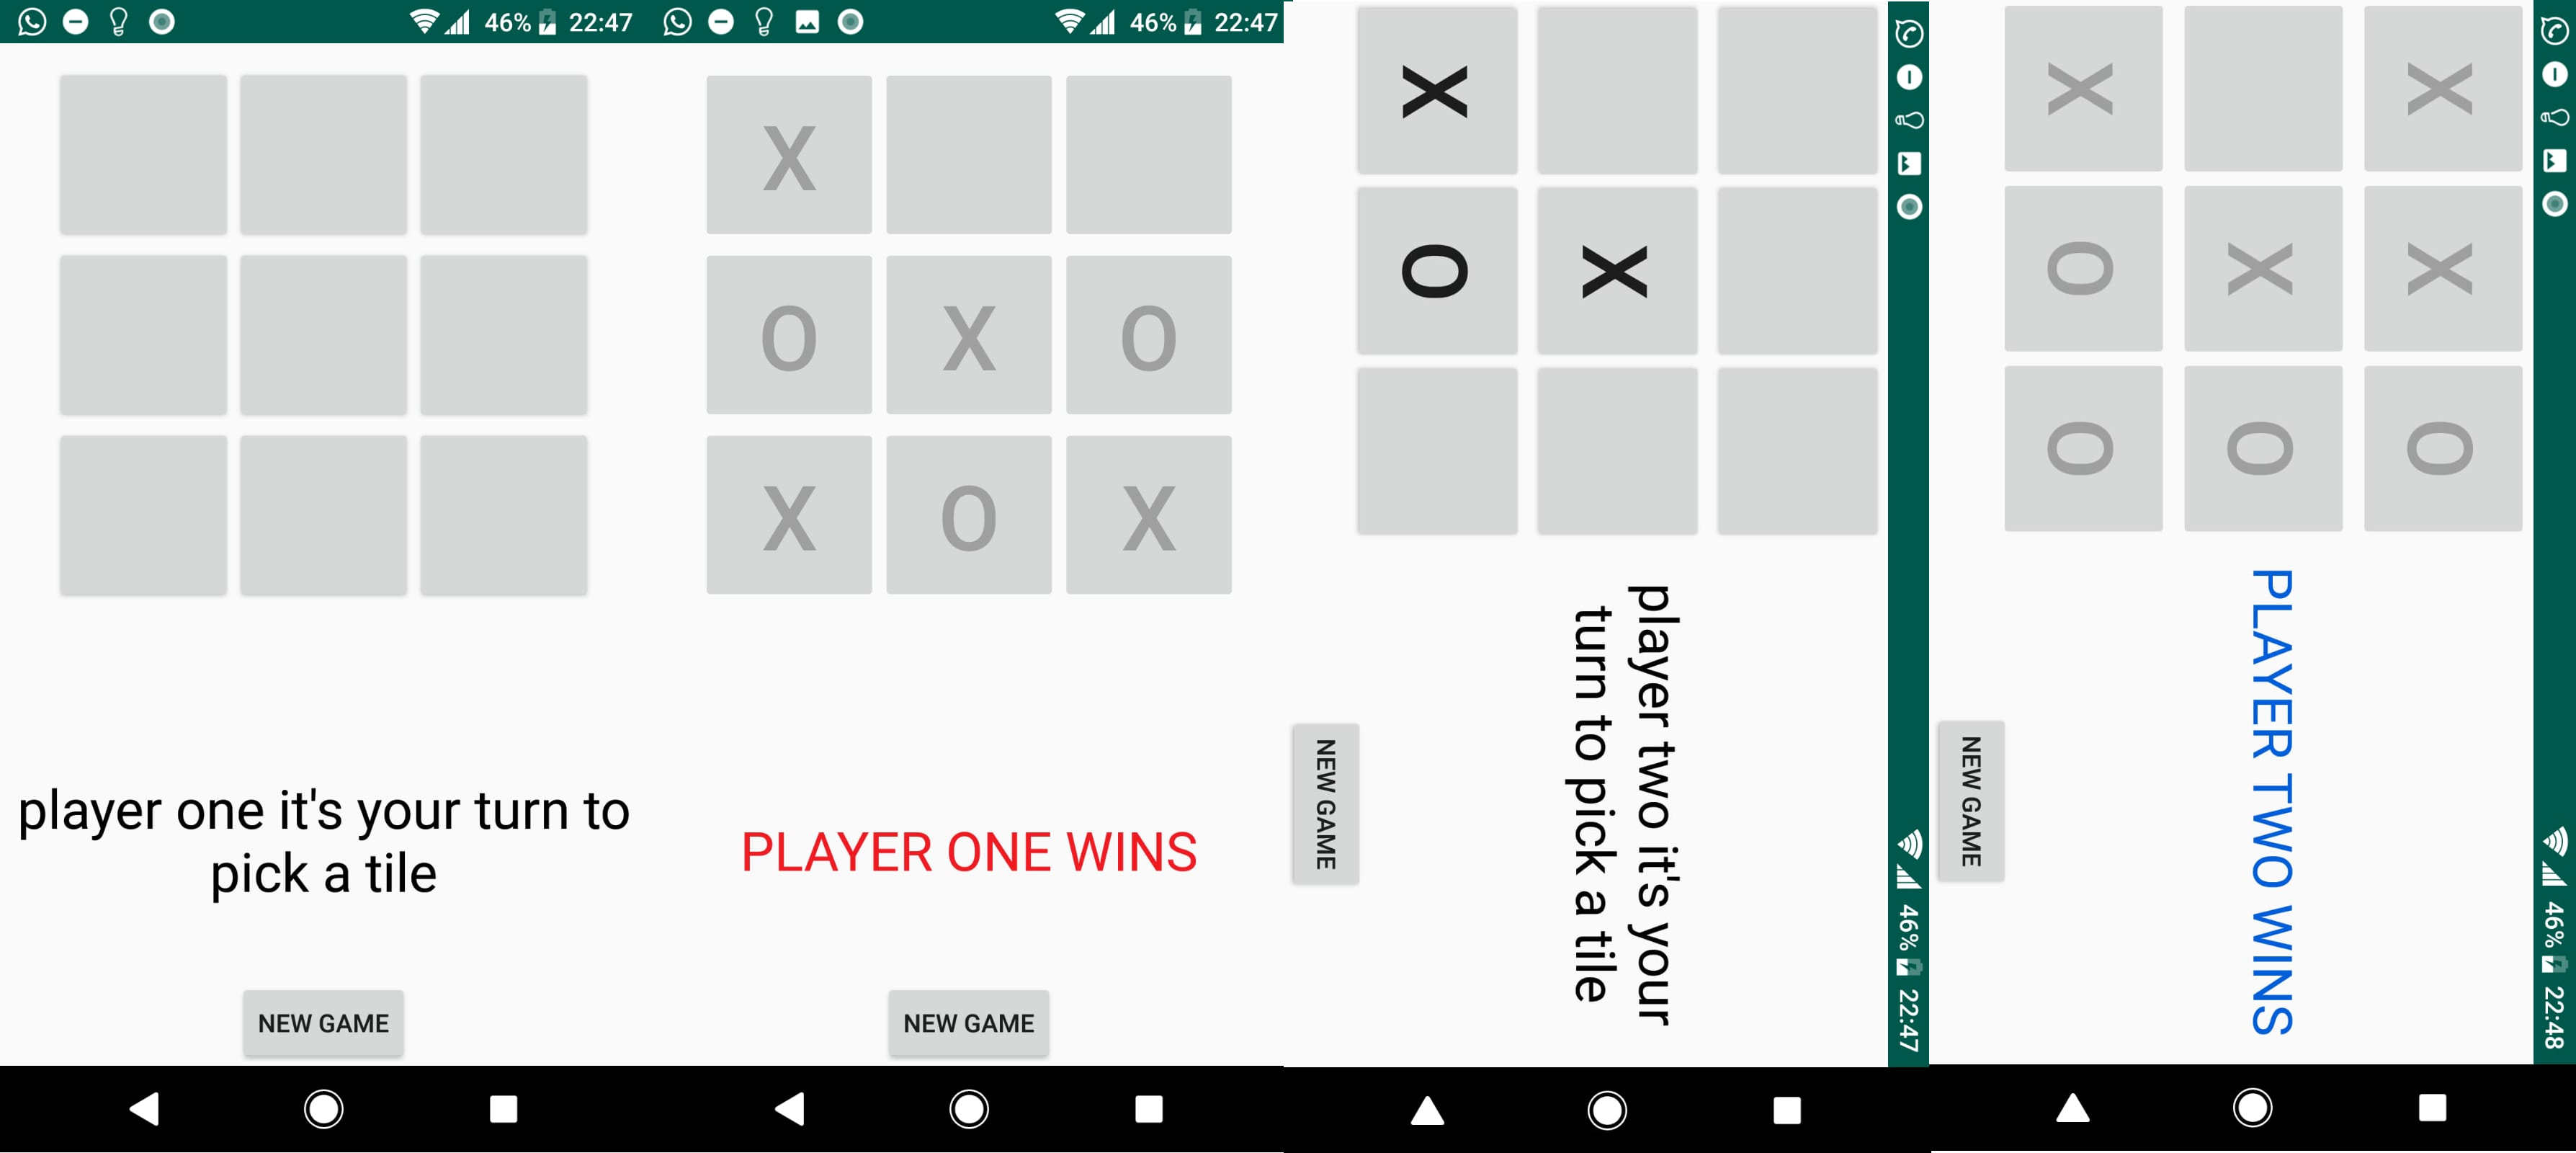 46% 22:47
player one it's your turn to
pick a tile
NEW GAME
46% 22:47
X
O X O
X O X
PLAYER ONE WINS
NEW GAME
46% 22:47
O X
X
player two it's your
turn to pick a tile
NEW GAME
46% 22:48
O X X
O X
O O X
PLAYER TWO WINS
NEW GAME